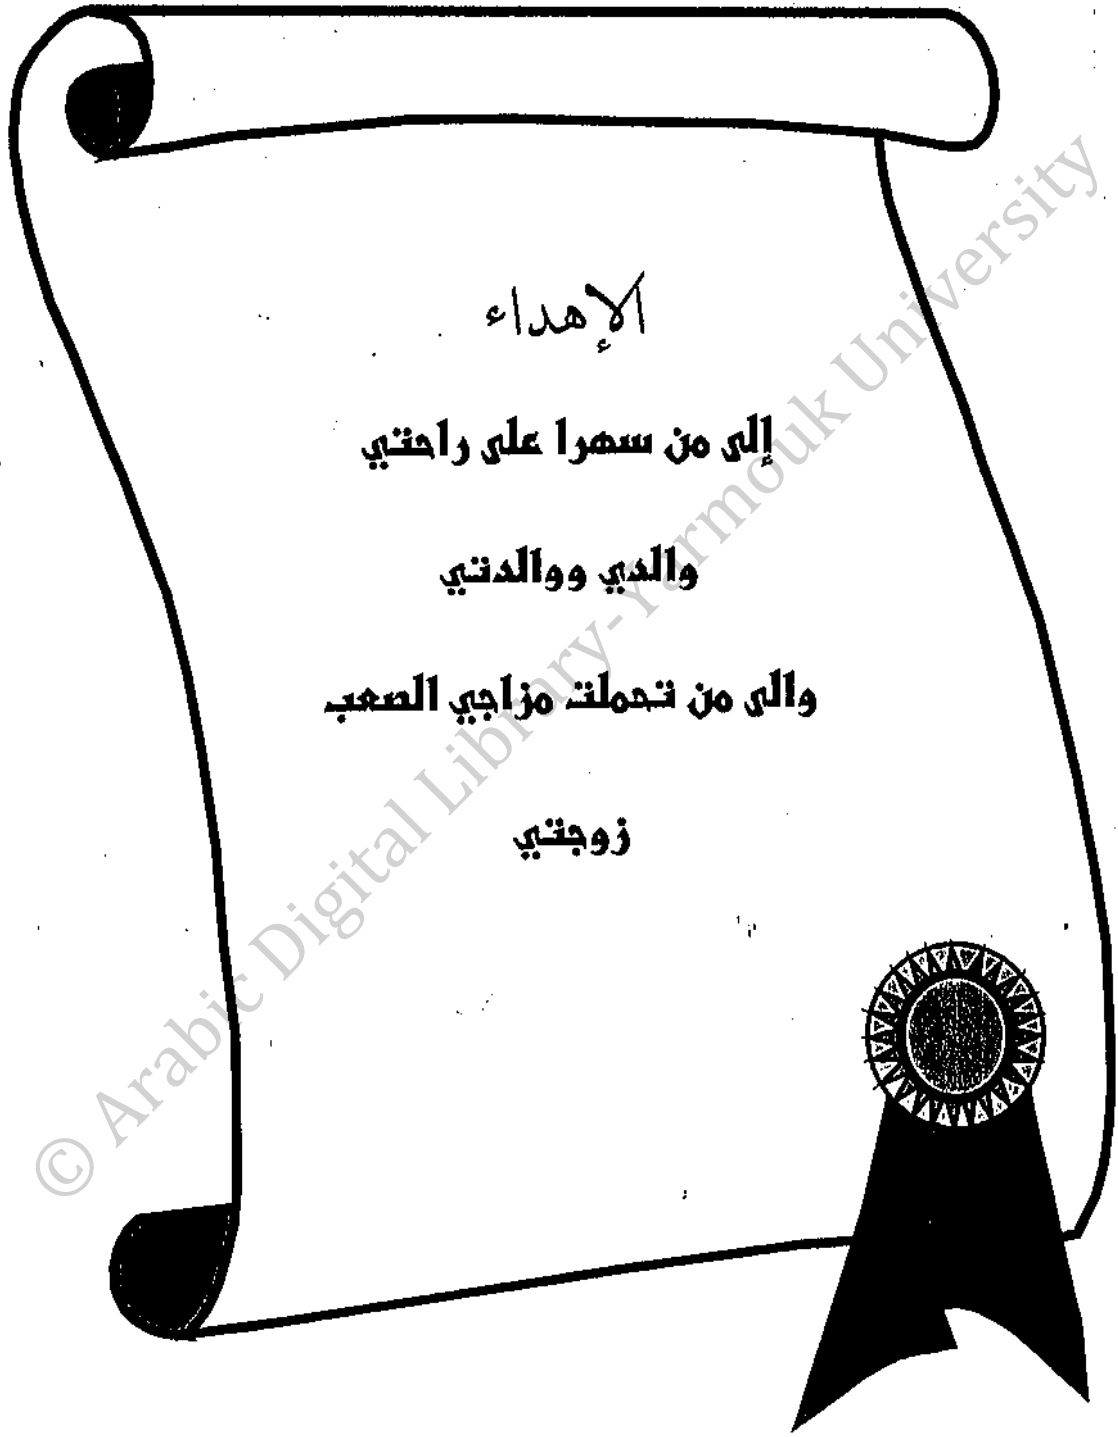 الإهداء
إلى من سهرا على راحتي
والدي ووالدتي
والى من تحملت مزاجي الصعب
زوجتي
© Arabic Digital Library-Yarmouk University